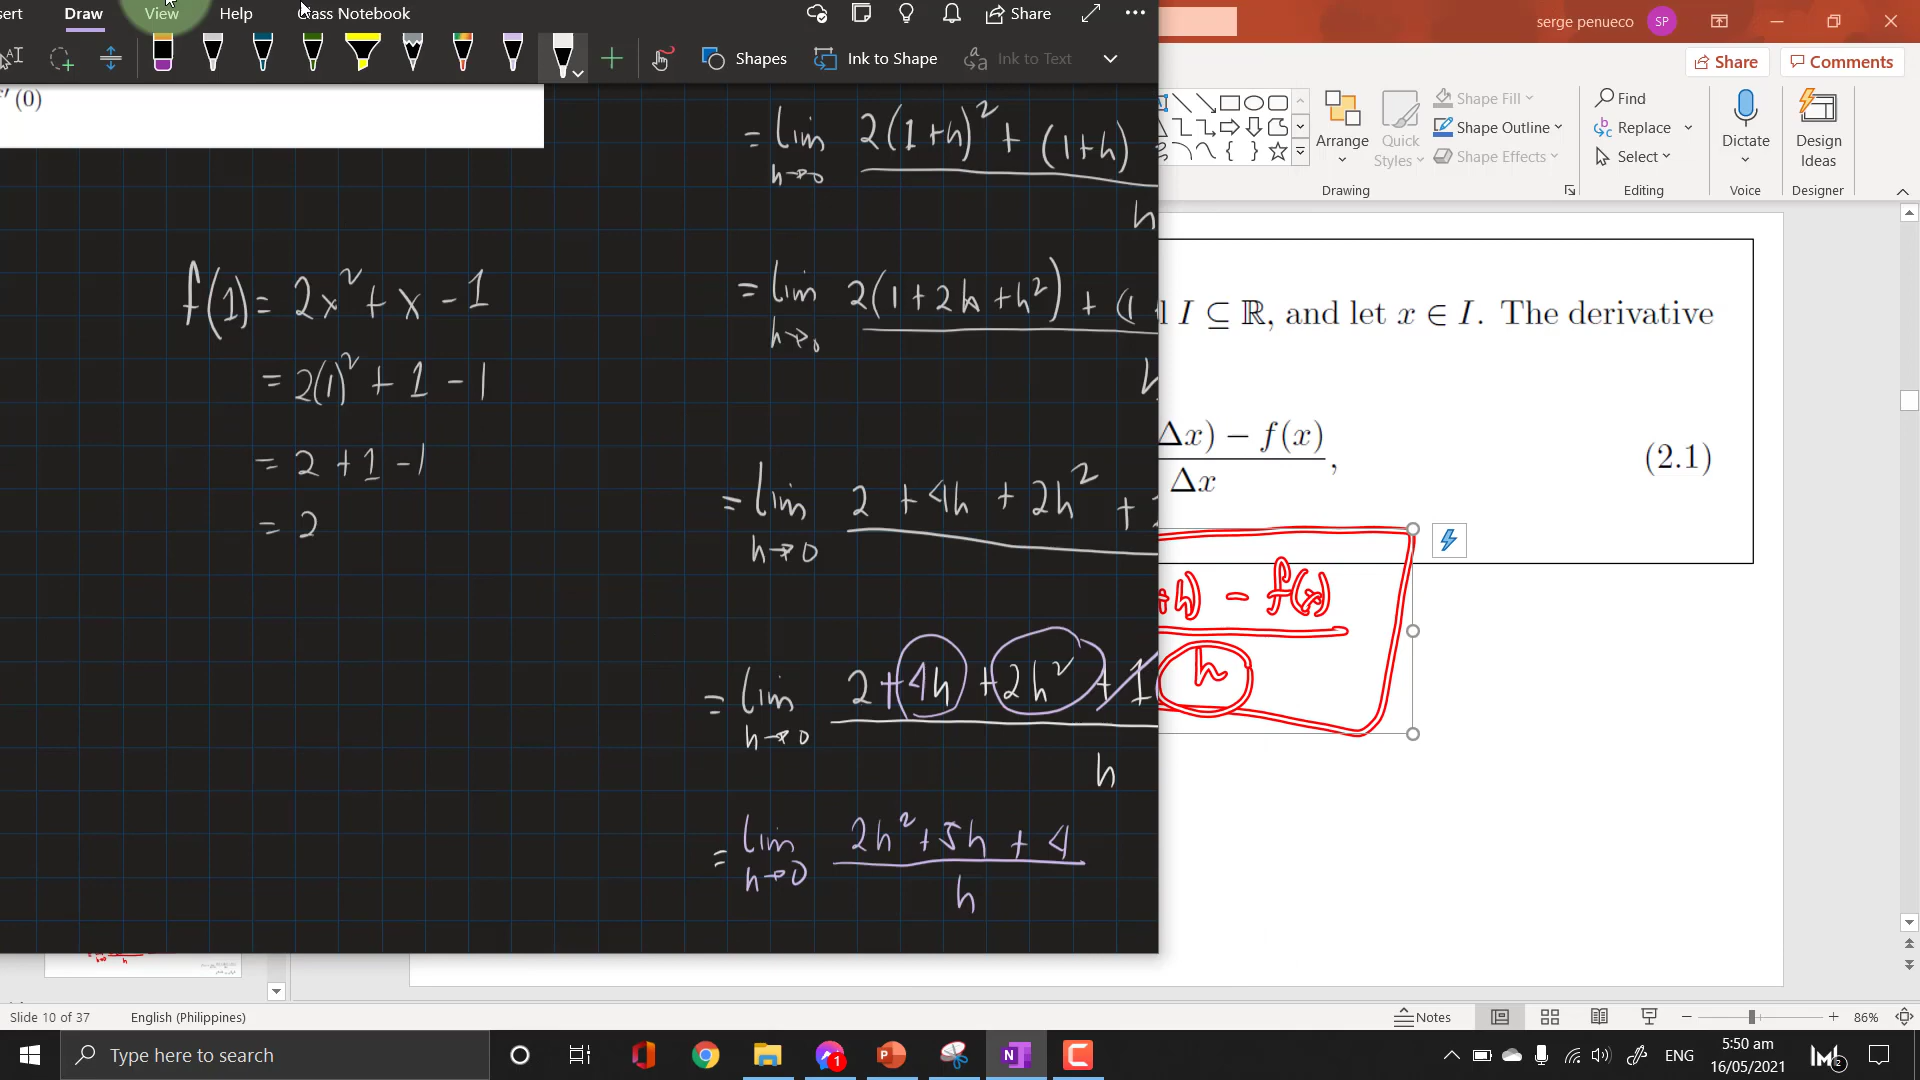 sert Draw View Help Class Notebook Share
Shapes Ink to Shape Ink to Text
f'(0)
f(1) = 2x² + x - 1
= 2(1)² + 1 - 1
= 2 + 1 - 1
= 2
= lim h→0 2(1+h)² + (1+h)
h
= lim h→0 2(1+2h+h²) + (1
= lim h→0 2 + 4h + 2h² +
= lim h→0 2 + 4h + 2h² + 1
h
= lim h→0 2h² + 5h + 4
h
serge penueco SP
Share Comments
Arrange Quick Styles Shape Fill Shape Outline Shape Effects
Find Replace Select
Dictate Design Ideas
Drawing Editing Voice Designer
l I ⊆ ℝ, and let x ∈ I. The derivative
Δx) − f(x)
Δx
, (2.1)
+h) - f(x)
h
Slide 10 of 37 English (Philippines) Notes 86%
Type here to search
1
ENG 5:50 am
16/05/2021
2